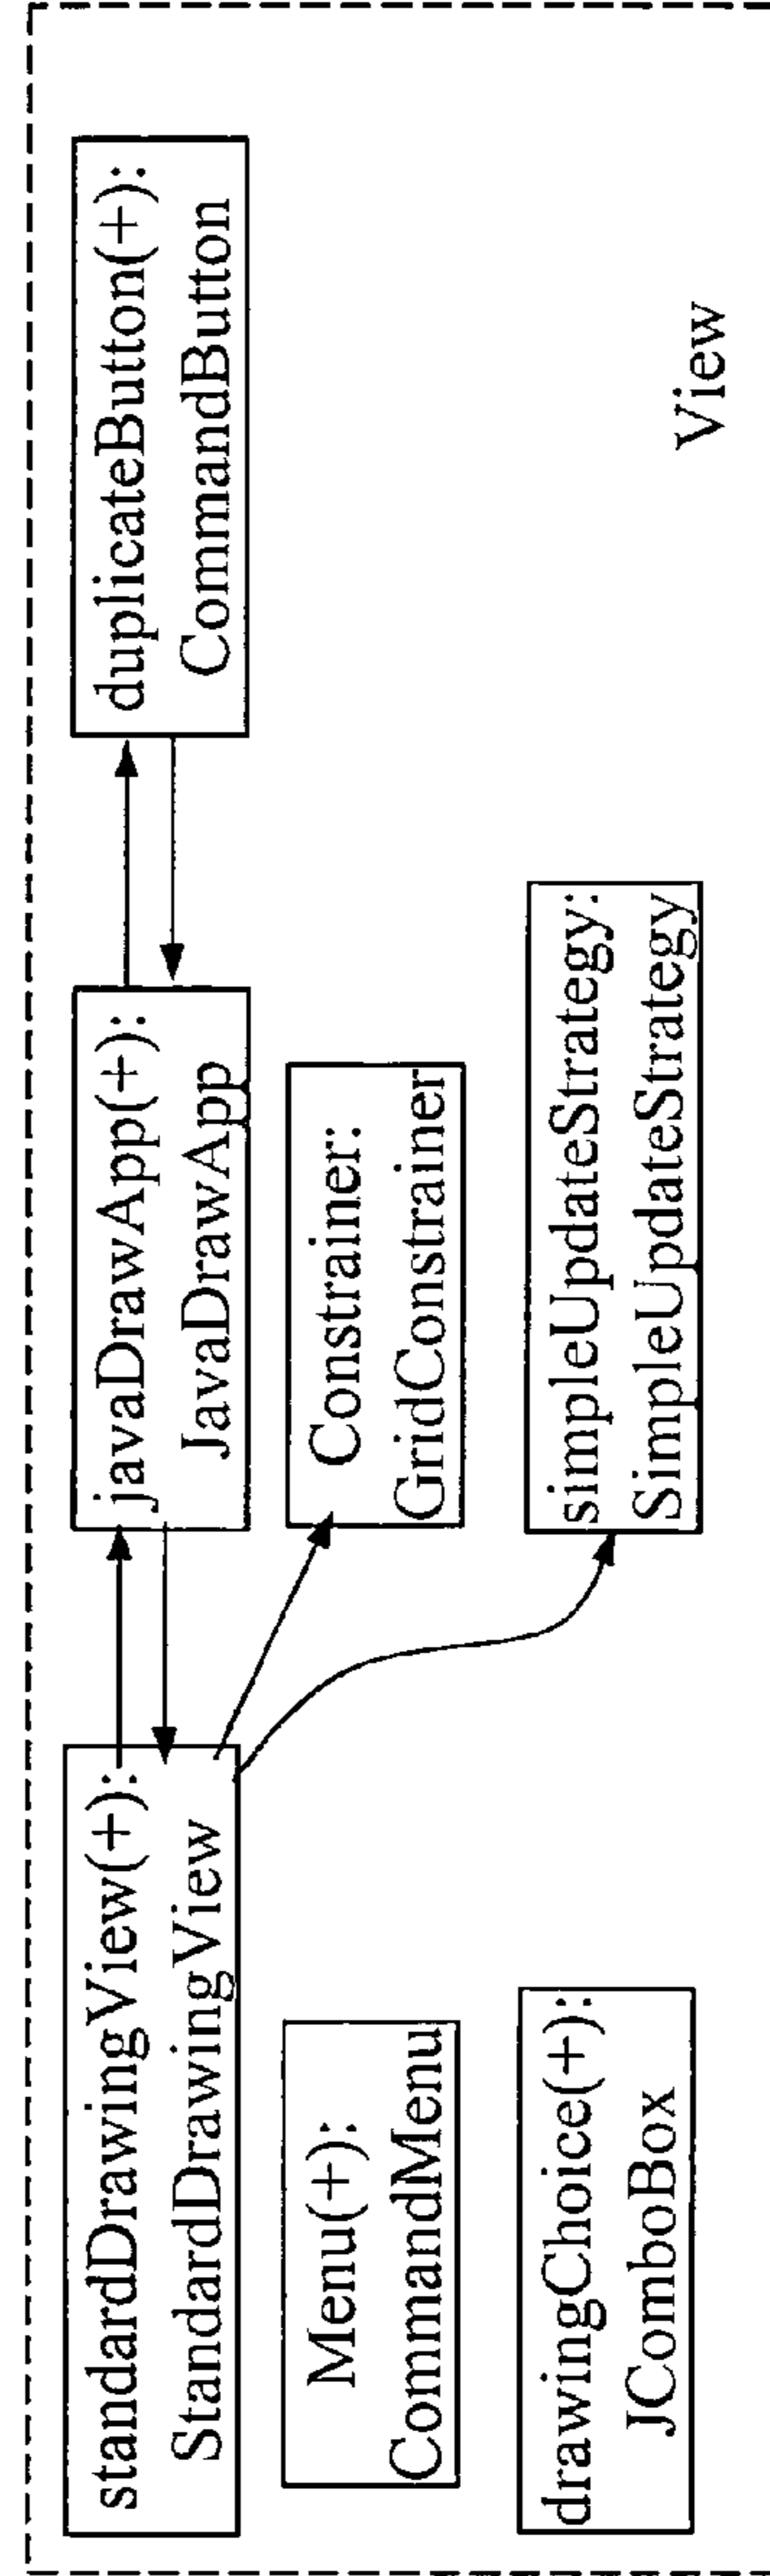 standardDrawingView(+):
StandardDrawingView
javaDrawApp(+):
JavaDrawApp
duplicateButton(+):
CommandButton
Menu(+):
CommandMenu
Constrainer:
GridConstrainer
drawingChoice(+):
JComboBox
simpleUpdateStrategy:
SimpleUpdateStrategy
View